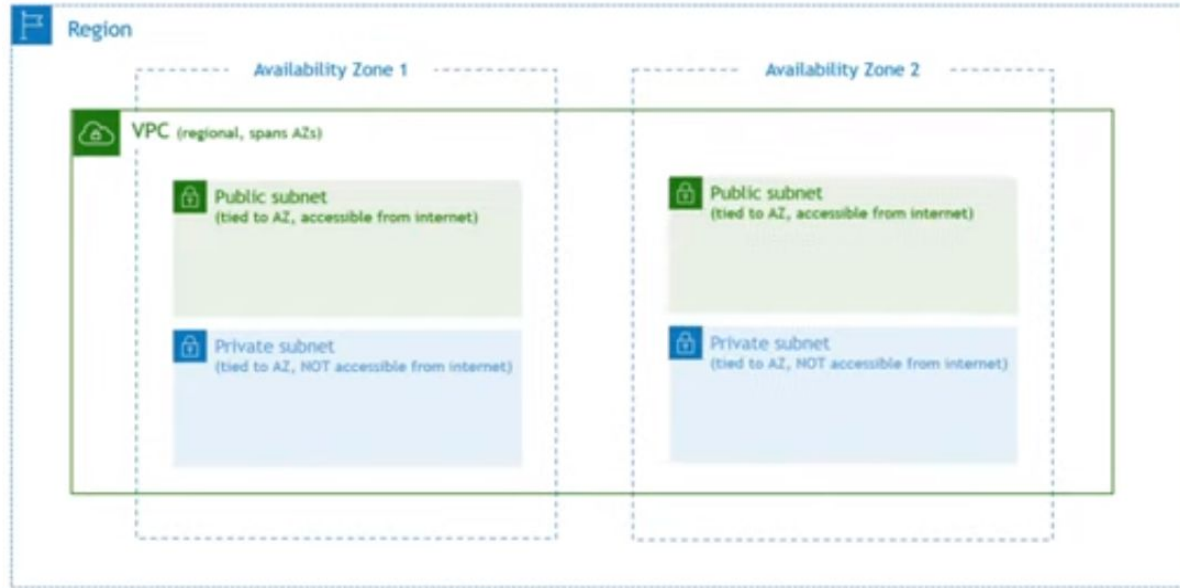 Region
Availability Zone 1
Availability Zone 2
VPC (regional, spans AZs)
Public subnet
(tied to AZ, accessible from internet)
Public subnet
(tied to AZ, accessible from internet)
Private subnet
(tied to AZ, NOT accessible from internet)
Private subnet
(tied to AZ, NOT accessible from internet)